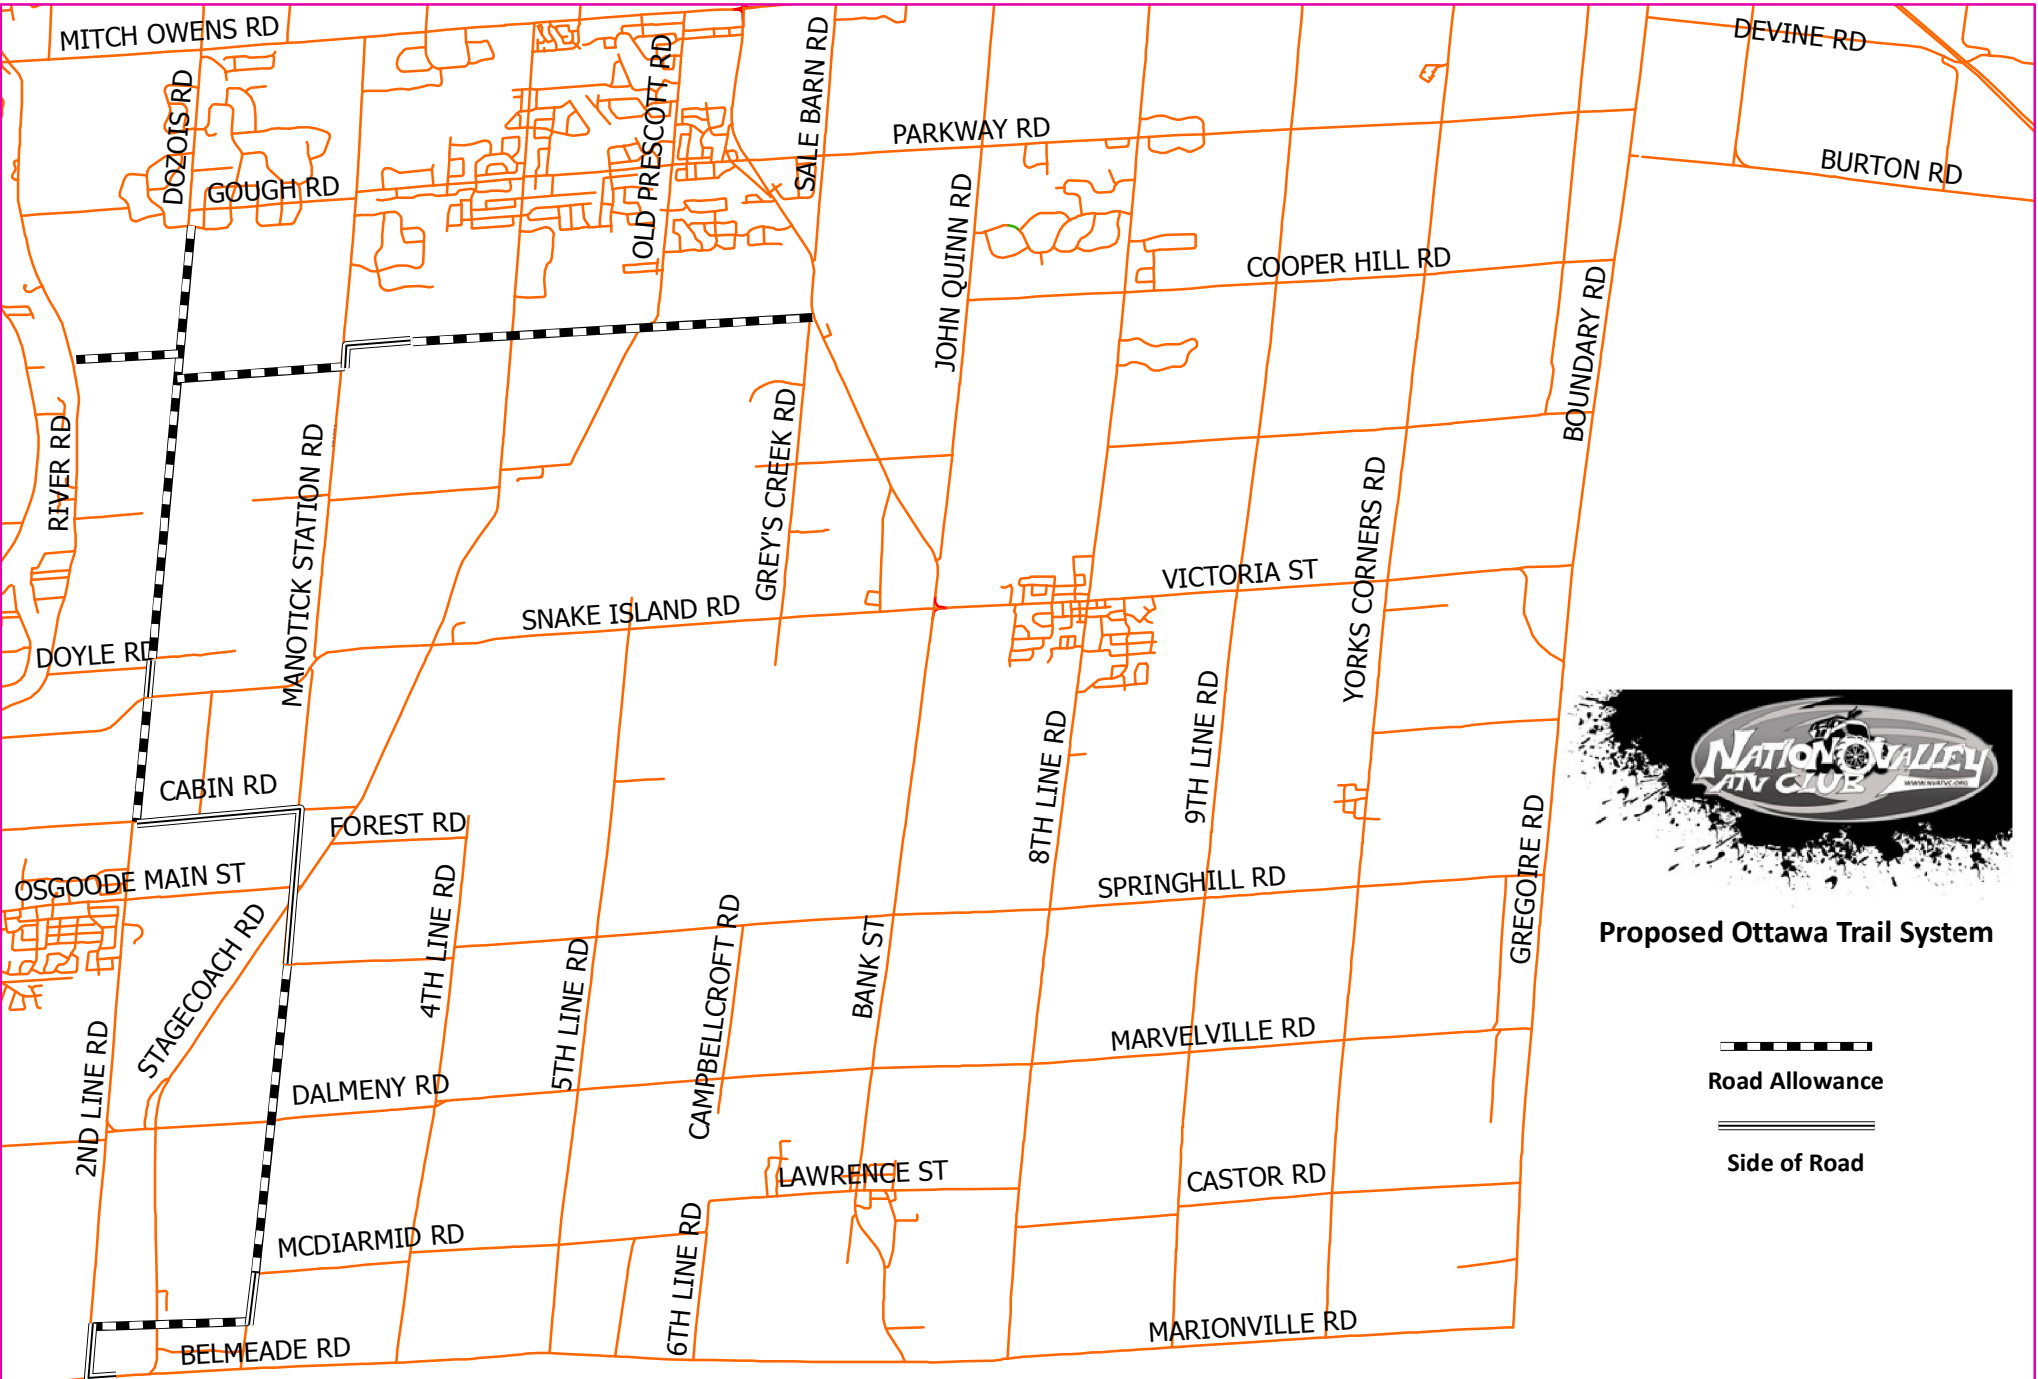 MITCH OWENS RD
DEVINE RD
DOZOIS RD
OLD PRESCOTT RD
SALE BARN RD
PARKWAY RD
BURTON RD
GOUGH RD
JOHN QUINN RD
COOPER HILL RD
BOUNDARY RD
RIVER RD
MANOTICK STATION RD
GREY'S CREEK RD
YORKS CORNERS RD
VICTORIA ST
SNAKE ISLAND RD
DOYLE RD
8TH LINE RD
9TH LINE RD
NATION VALLEY
ATV CLUB
WWW.NVATVC.ORG
CABIN RD
FOREST RD
GREGOIRE RD
OSGOODE MAIN ST
4TH LINE RD
SPRINGHILL RD
STAGECOACH RD
CAMPBELLCROFT RD
BANK ST
Proposed Ottawa Trail System
5TH LINE RD
2ND LINE RD
MARVELVILLE RD
Road Allowance
DALMENY RD
LAWRENCE ST
CASTOR RD
Side of Road
MCDIARMID RD
6TH LINE RD
MARIONVILLE RD
BELMEADE RD